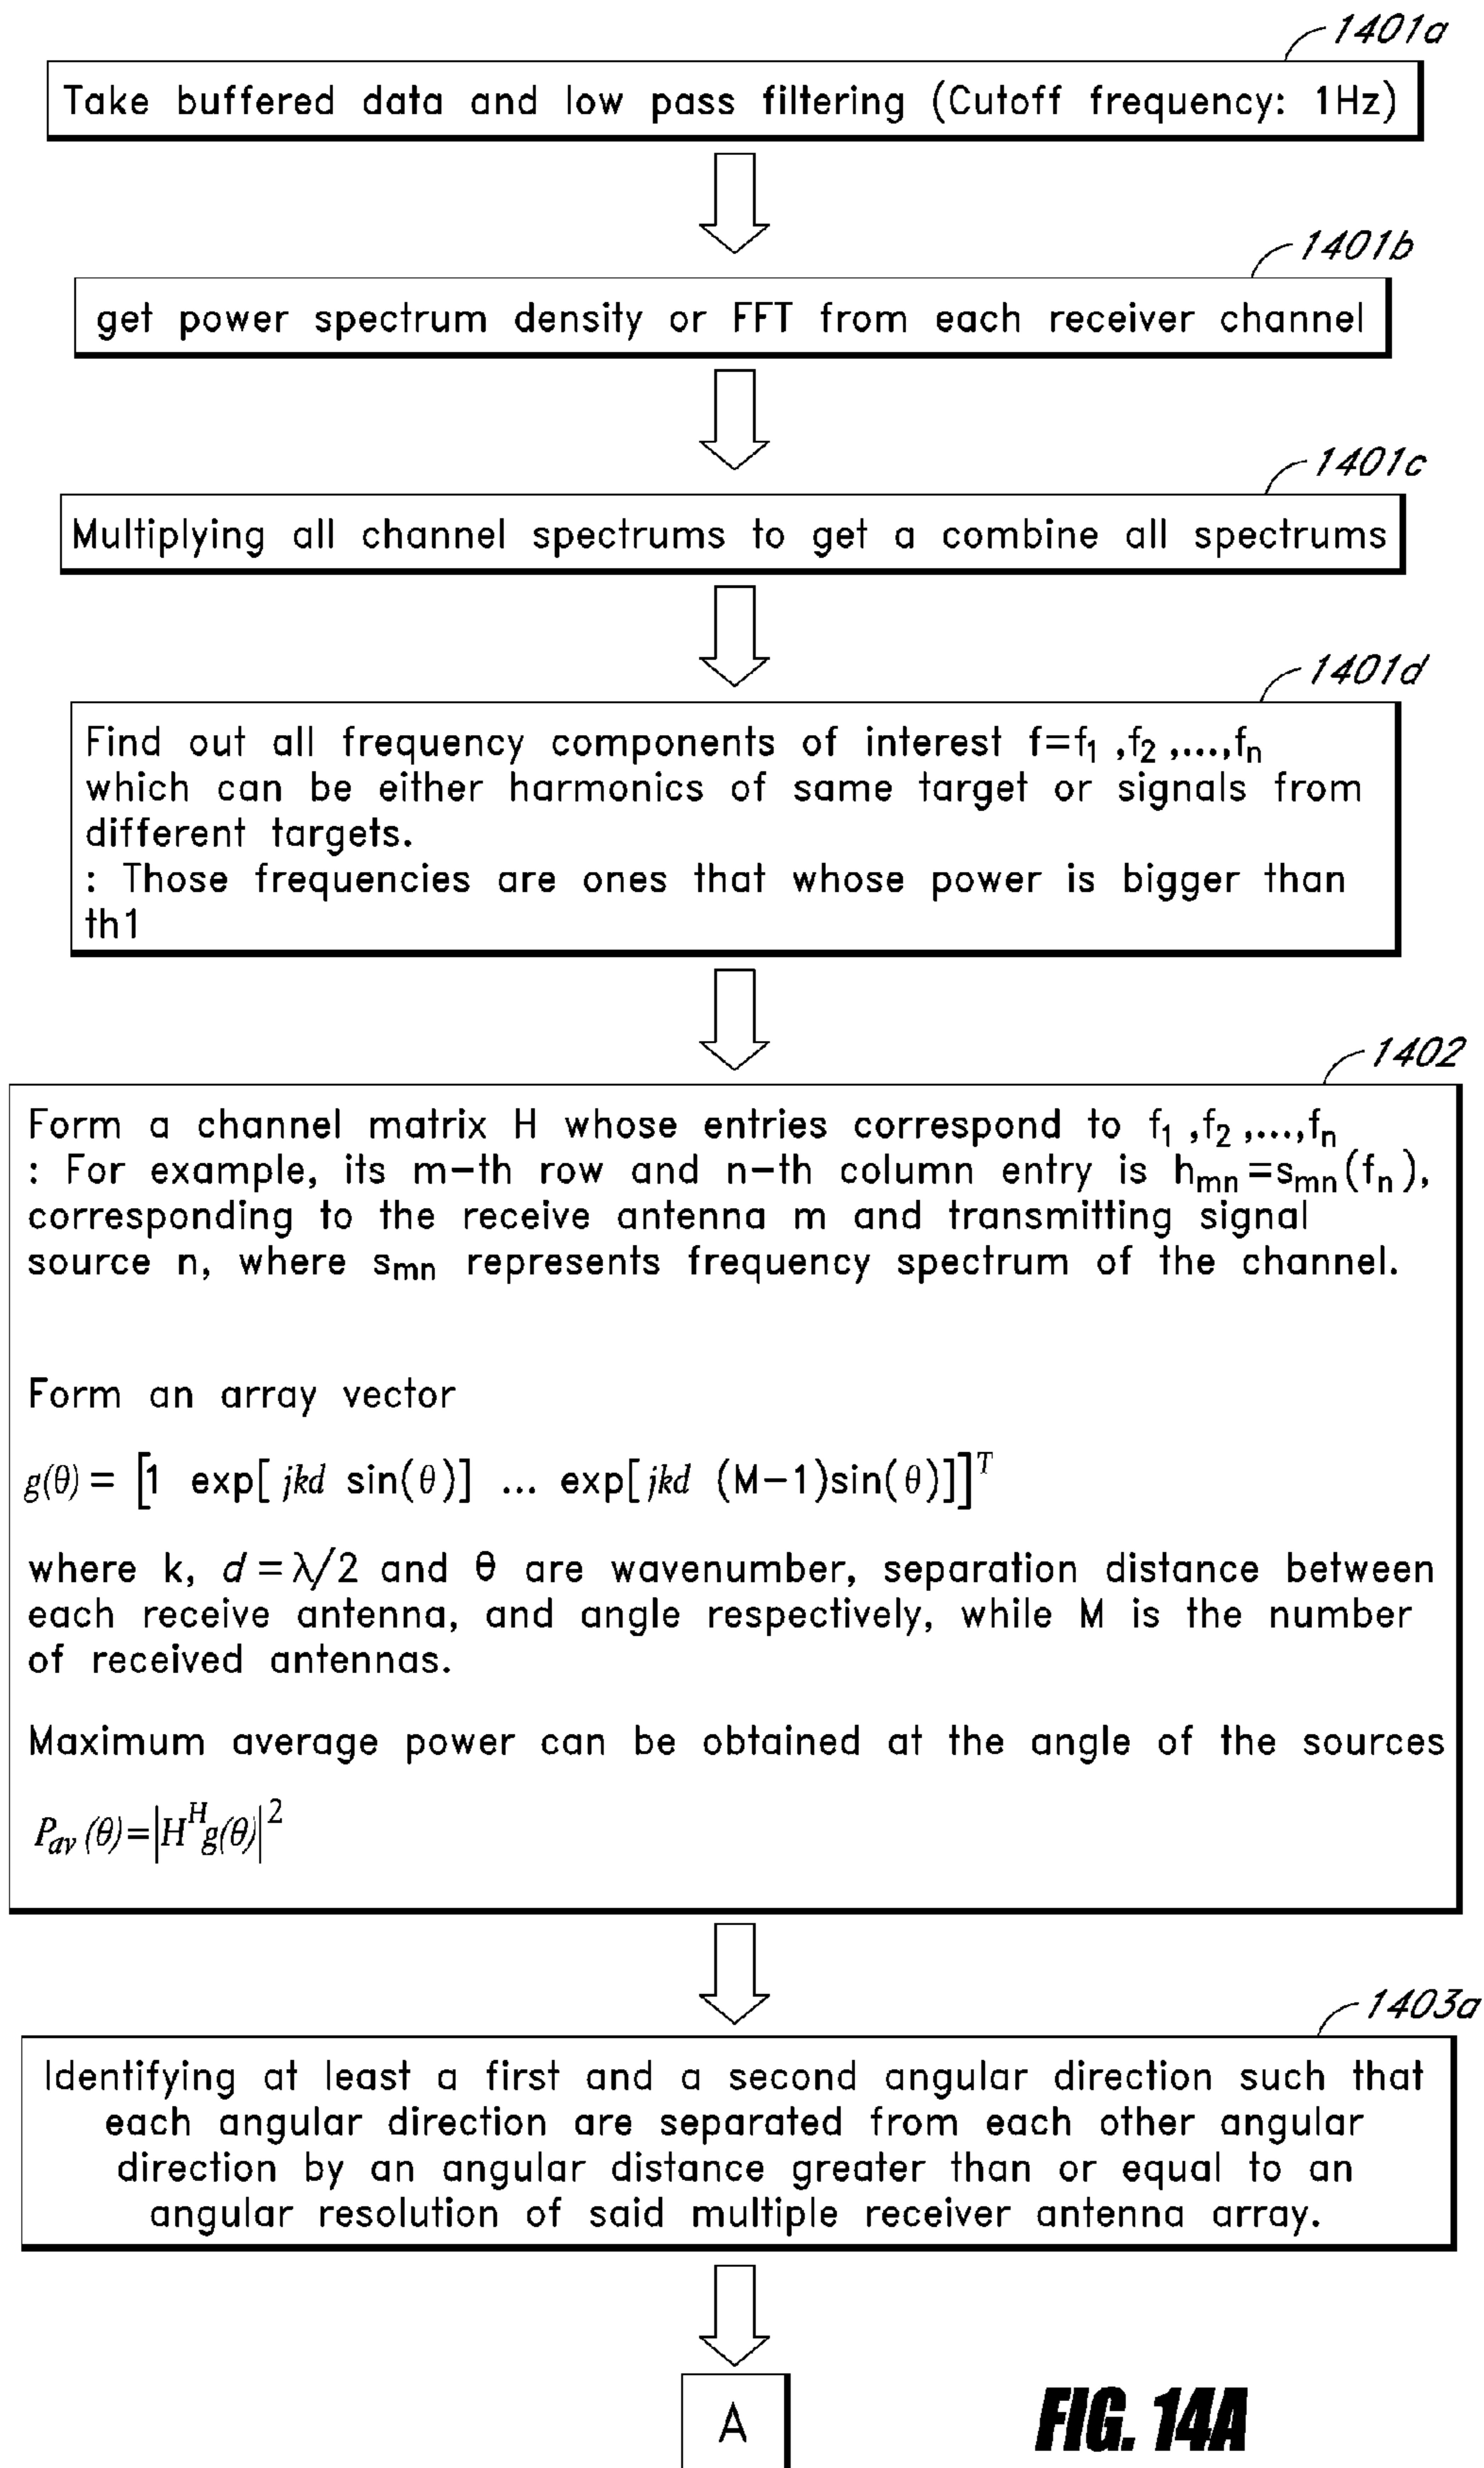 1401a
Take buffered data and low pass filtering (Cutoff frequency: 1Hz)
1401b
get power spectrum density or FFT from each receiver channel
1401c
Multiplying all channel spectrums to get a combine all spectrums
1401d
Find out all frequency components of interest f=f₁ ,f₂ ,...,fₙ
which can be either harmonics of same target or signals from
different targets.
: Those frequencies are ones that whose power is bigger than
th1
1402
Form a channel matrix H whose entries correspond to f₁ ,f₂ ,...,fₙ
: For example, its m-th row and n-th column entry is hₘₙ=sₘₙ(fₙ),
corresponding to the receive antenna m and transmitting signal
source n, where sₘₙ represents frequency spectrum of the channel.
Form an array vector
g(θ) = [1 exp[jkd sin(θ)] ... exp[jkd (M-1)sin(θ)]]ᵀ
where k, d=λ/2 and θ are wavenumber, separation distance between
each receive antenna, and angle respectively, while M is the number
of received antennas.
Maximum average power can be obtained at the angle of the sources
Pₐᵥ(θ)=|Hᴴg(θ)|²
1403a
Identifying at least a first and a second angular direction such that
each angular direction are separated from each other angular
direction by an angular distance greater than or equal to an
angular resolution of said multiple receiver antenna array.
A
FIG. 14A